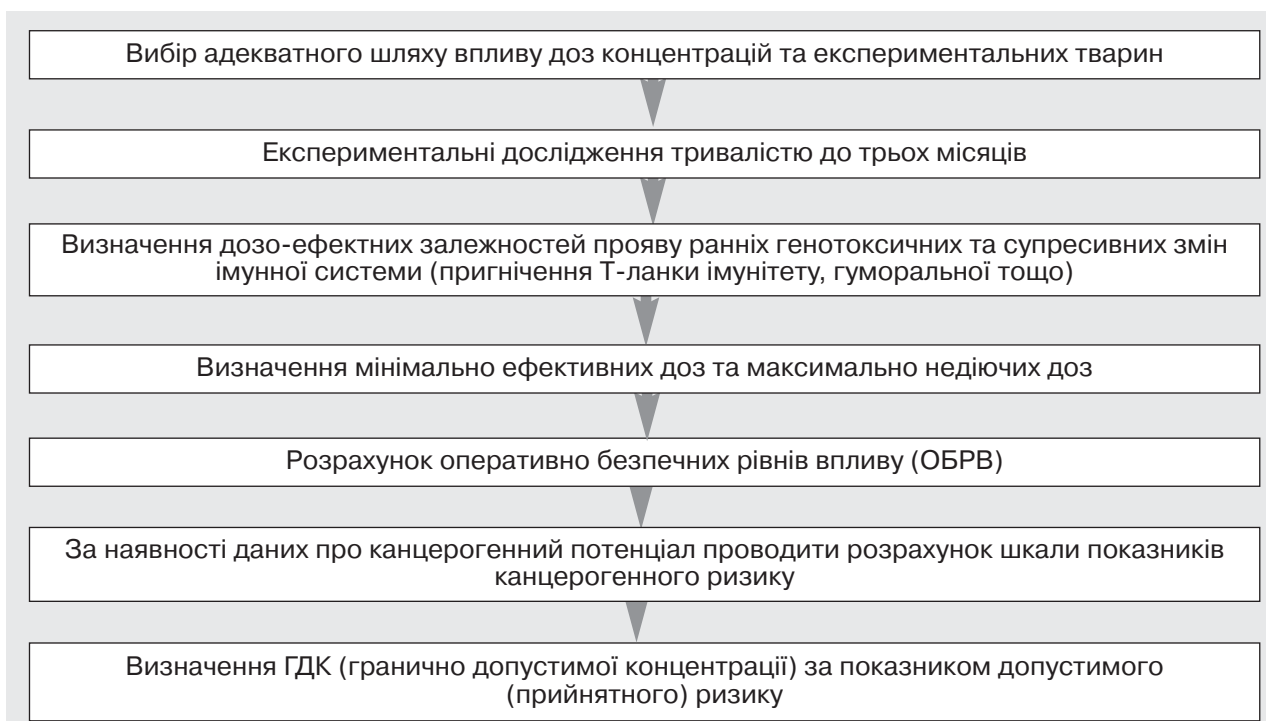 Вибір адекватного шляху впливу доз концентрацій та експериментальних тварин
Експериментальні дослідження тривалістю до трьох місяців
Визначення дозо-ефектних залежностей прояву ранніх генотоксичних та супресивних змін
імунної системи (пригнічення Т-ланки імунітету, гуморальної тощо)
Визначення мінімально ефективних доз та максимально недіючих доз
Розрахунок оперативно безпечних рівнів впливу (ОБРВ)
За наявності даних про канцерогенний потенціал проводити розрахунок шкали показників
канцерогенного ризику
Визначення ГДК (гранично допустимої концентрації) за показником допустимого
(прийнятного) ризику